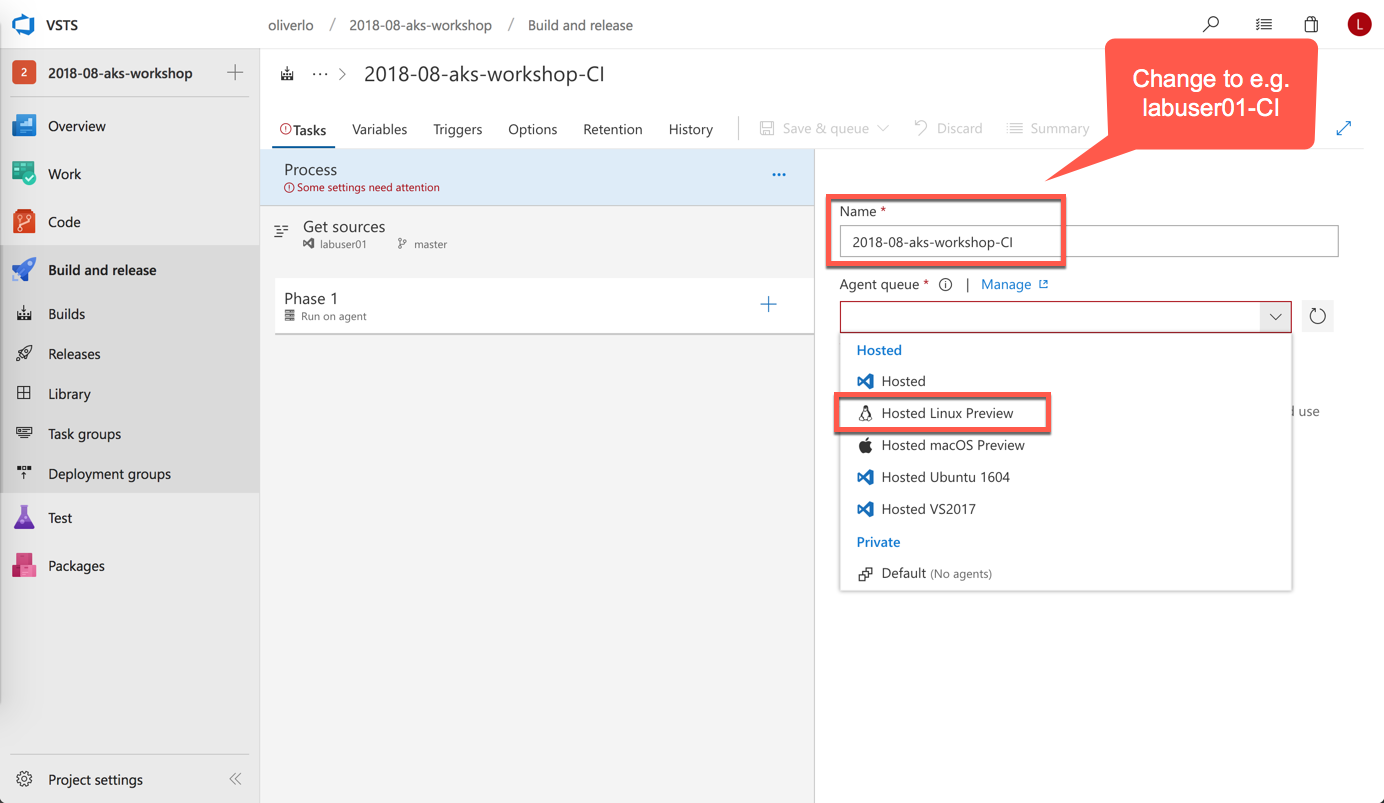 VSTS
oliverlo / 2018-08-aks-workshop / Build and release
L
2 2018-08-aks-workshop
Overview
Work
Code
Build and release
Builds
Releases
Library
Task groups
Deployment groups
Test
Packages
Project settings
... > 2018-08-aks-workshop-CI
Tasks Variables Triggers Options Retention History Save & queue Discard Summary
Change to e.g.
labuser01-CI
Process
Some settings need attention
Get sources
labuser01 master
Phase 1
Run on agent
Name *
2018-08-aks-workshop-CI
Agent queue * | Manage
Hosted
Hosted
Hosted Linux Preview
Hosted macOS Preview
Hosted Ubuntu 1604
Hosted VS2017
Private
Default (No agents)
use